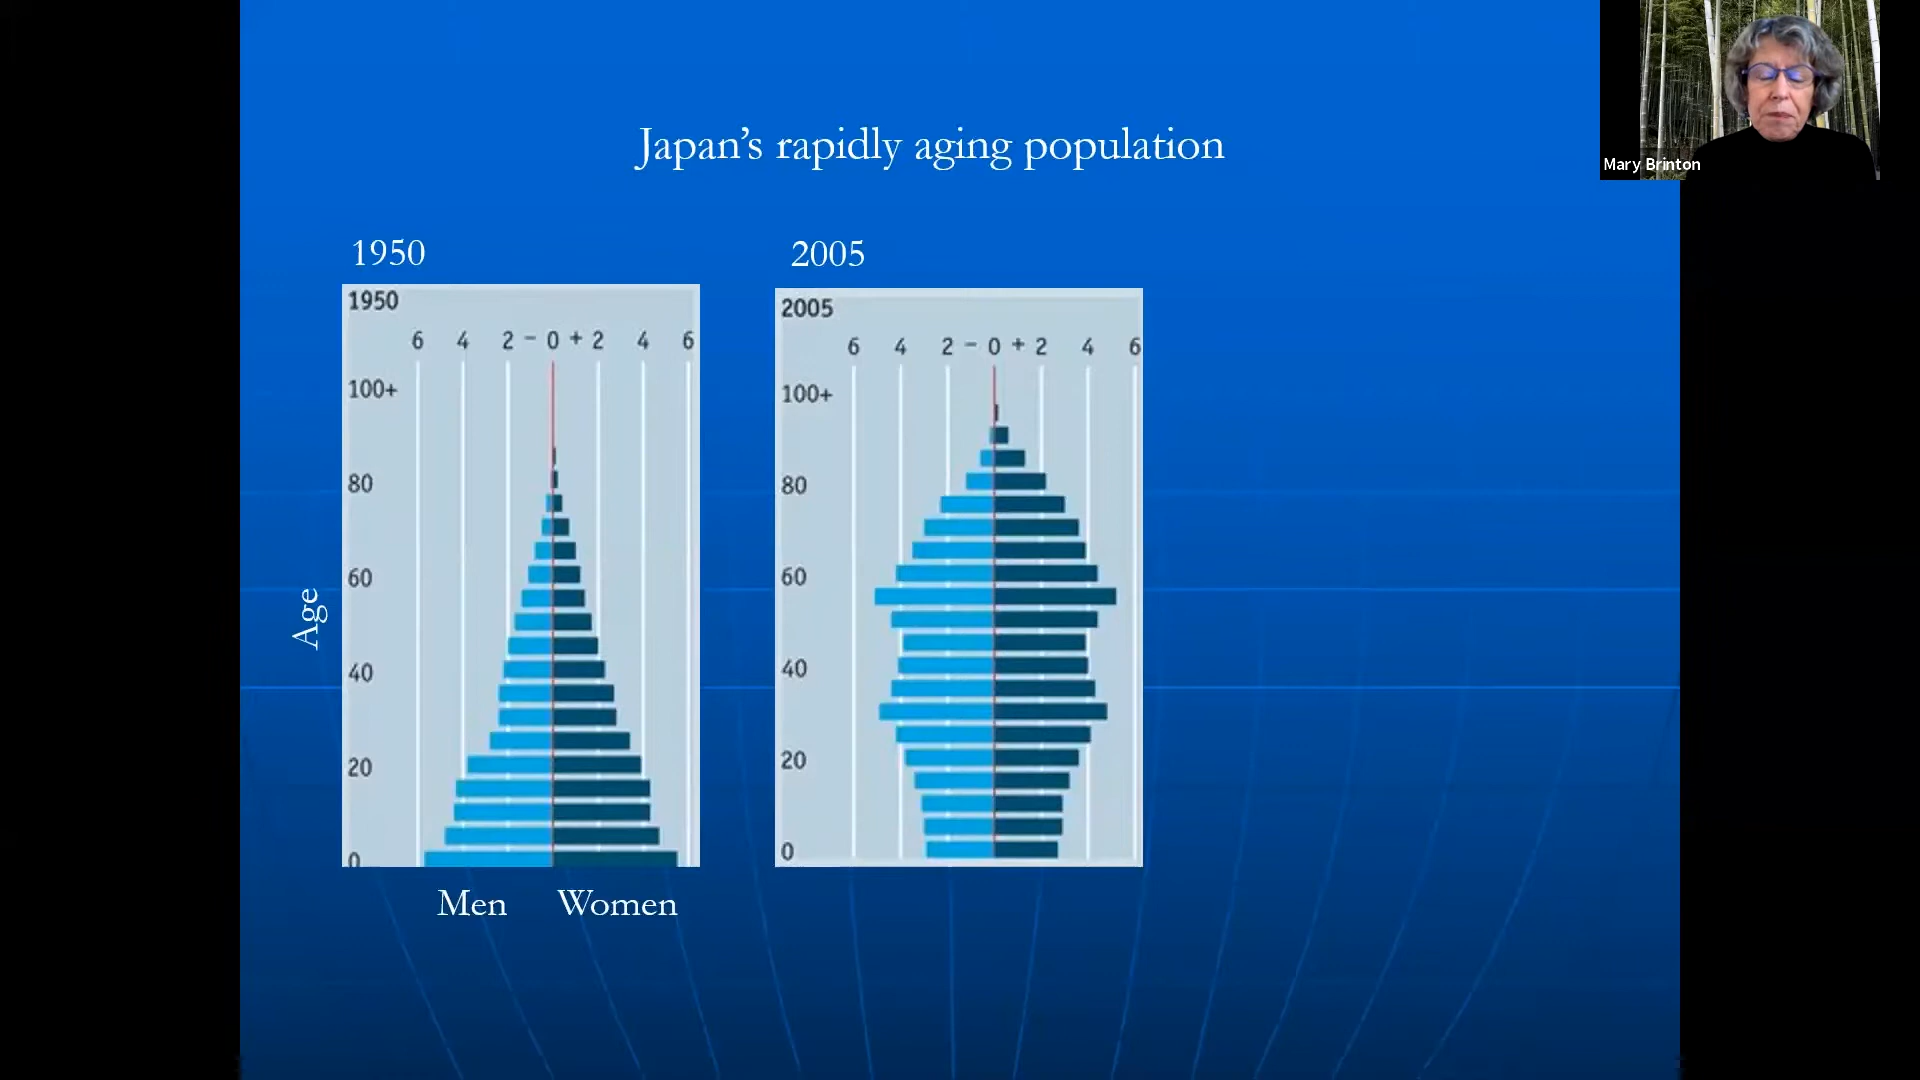 Japan's rapidly aging population
Mary Brinton
1950
2005
1950
6 4 2 - 0 + 2 4 6
100+
80
60
40
20
0
2005
6 4 2 - 0 + 2 4 6
100+
80
60
40
20
0
Age
Men Women